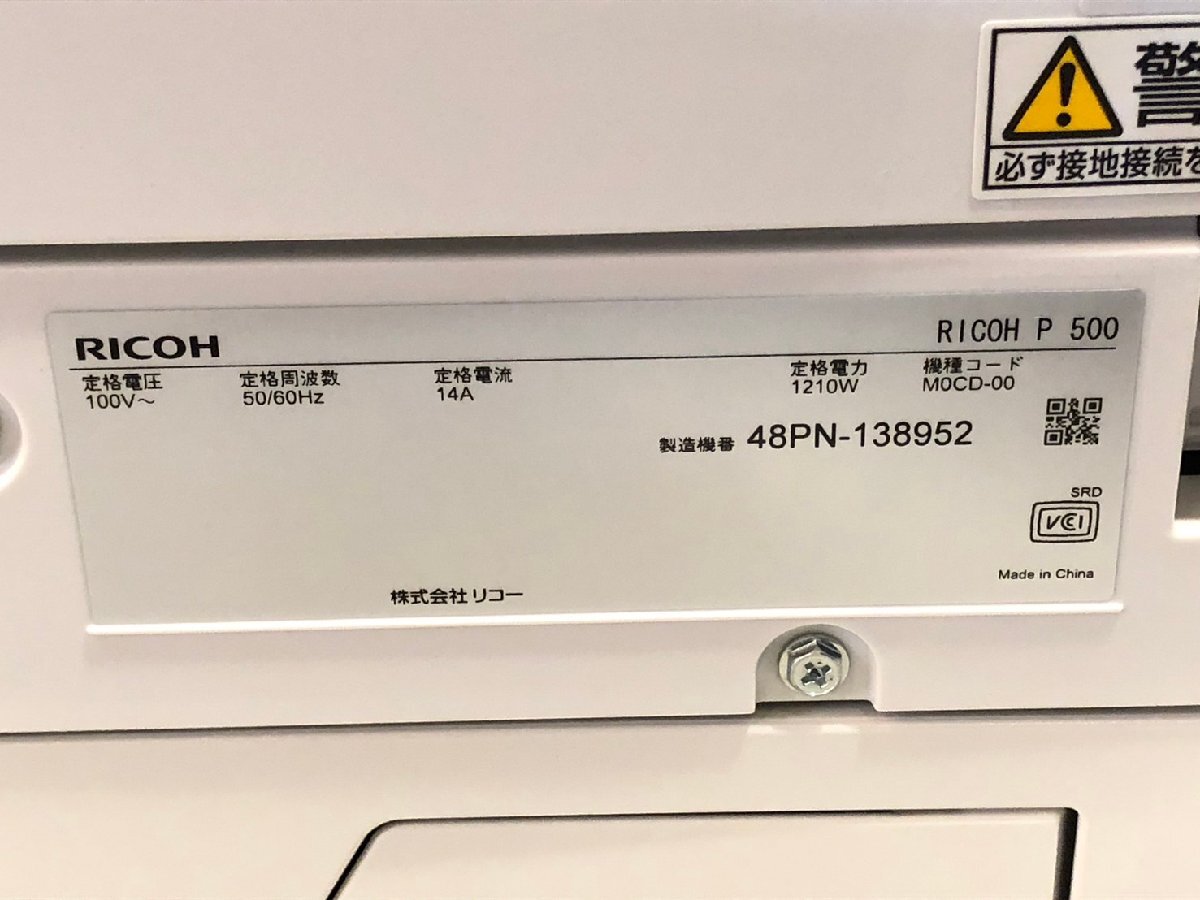 警
必ず接地接続を
RICOH
RICOH P 500
定格電圧
100V～
定格周波数
50/60Hz
定格電流
14A
定格電力
1210W
機種コード
M0CD-00
製造機番 48PN-138952
SRD
VCCI
株式会社 リコー
Made in China